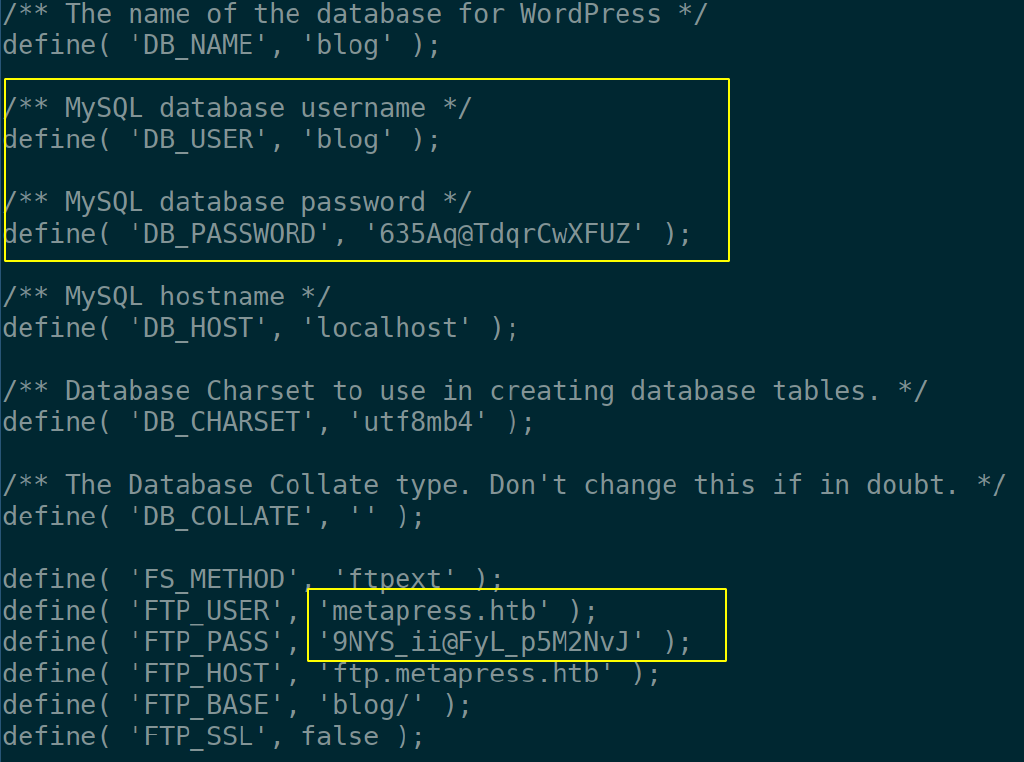 /** The name of the database for WordPress */
define( 'DB_NAME', 'blog' );
/** MySQL database username */
define( 'DB_USER', 'blog' );
/** MySQL database password */
define( 'DB_PASSWORD', '635Aq@TdqrCwXFUZ' );
/** MySQL hostname */
define( 'DB_HOST', 'localhost' );
/** Database Charset to use in creating database tables. */
define( 'DB_CHARSET', 'utf8mb4' );
/** The Database Collate type. Don't change this if in doubt. */
define( 'DB_COLLATE', '' );
define( 'FS_METHOD', 'ftpext' );
define( 'FTP_USER', 'metapress.htb' );
define( 'FTP_PASS', '9NYS_ii@FyL_p5M2NvJ' );
define( 'FTP_HOST', 'ftp.metapress.htb' );
define( 'FTP_BASE', 'blog/' );
define( 'FTP_SSL', false );